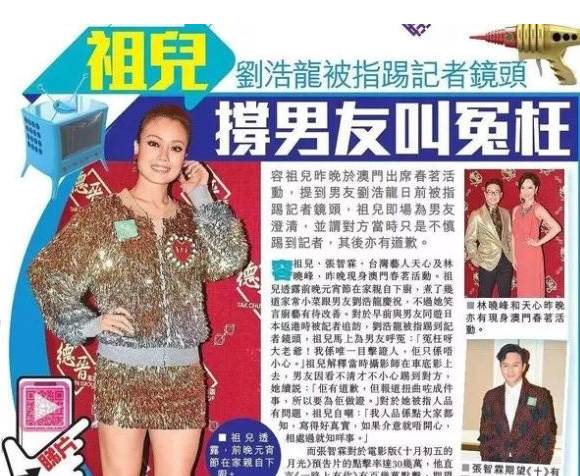 祖兒
劉浩龍被指踢記者鏡頭
撐男友叫冤枉
容祖兒昨晚於澳門出席春茗活
動，提到男友劉浩龍日前被指
踢記者鏡頭，祖兒即場為男友
澄清，並謂對方當時只是不慎
踢到記者，其後亦有道歉。
容祖兒、張智霖、台灣藝人天心及林
曉峰，昨晚現身澳門春茗活動。祖
兒透露前晚元宵節在家親自下廚，煮了幾
道家常小菜跟男友劉浩龍慶祝，不過她笑
言廚藝有待改善。對於早前與男友同遊日
本返港時被記者追訪，劉浩龍被指踢到記
者鏡頭，祖兒馬上為男友呼冤：「冤枉呀
大老爺！我係唯一目擊證人，佢只係唔
小心。」祖兒解釋當時攝影師在車底影上
去，男友因看不清才不小心踢到對方，
她續說：「佢有道歉，但報道扭曲咗成件
事，所以要佢做證。」對於她被指人品
有問題，祖兒自嘲：「我人品係點大家都
知，寫得好真實，如果介意就唔開心，
相處過就知咩事。」
而張智霖對於電影版《十月初五的
月光》預告片的點擊率達30幾萬，他直
■祖兒透
露，前晚元宵
節在家親自下
■林曉峰和天心昨晚
亦有現身澳門春茗活
動。
■張智霖期望《十》有
睇片
德晉